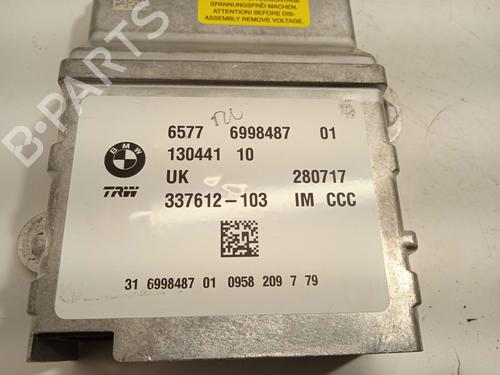 SPANNUNGSFREI MACHEN.
ATTENTION! BEFORE DIS-
ASSEMBLY REMOVE VOLTAGE.
6577 6998487 01
BMW
130441 10
UK 280717
TRW
337612-103 IM CCC
31 6998487 01 0958 209 7 79
B-PARTS